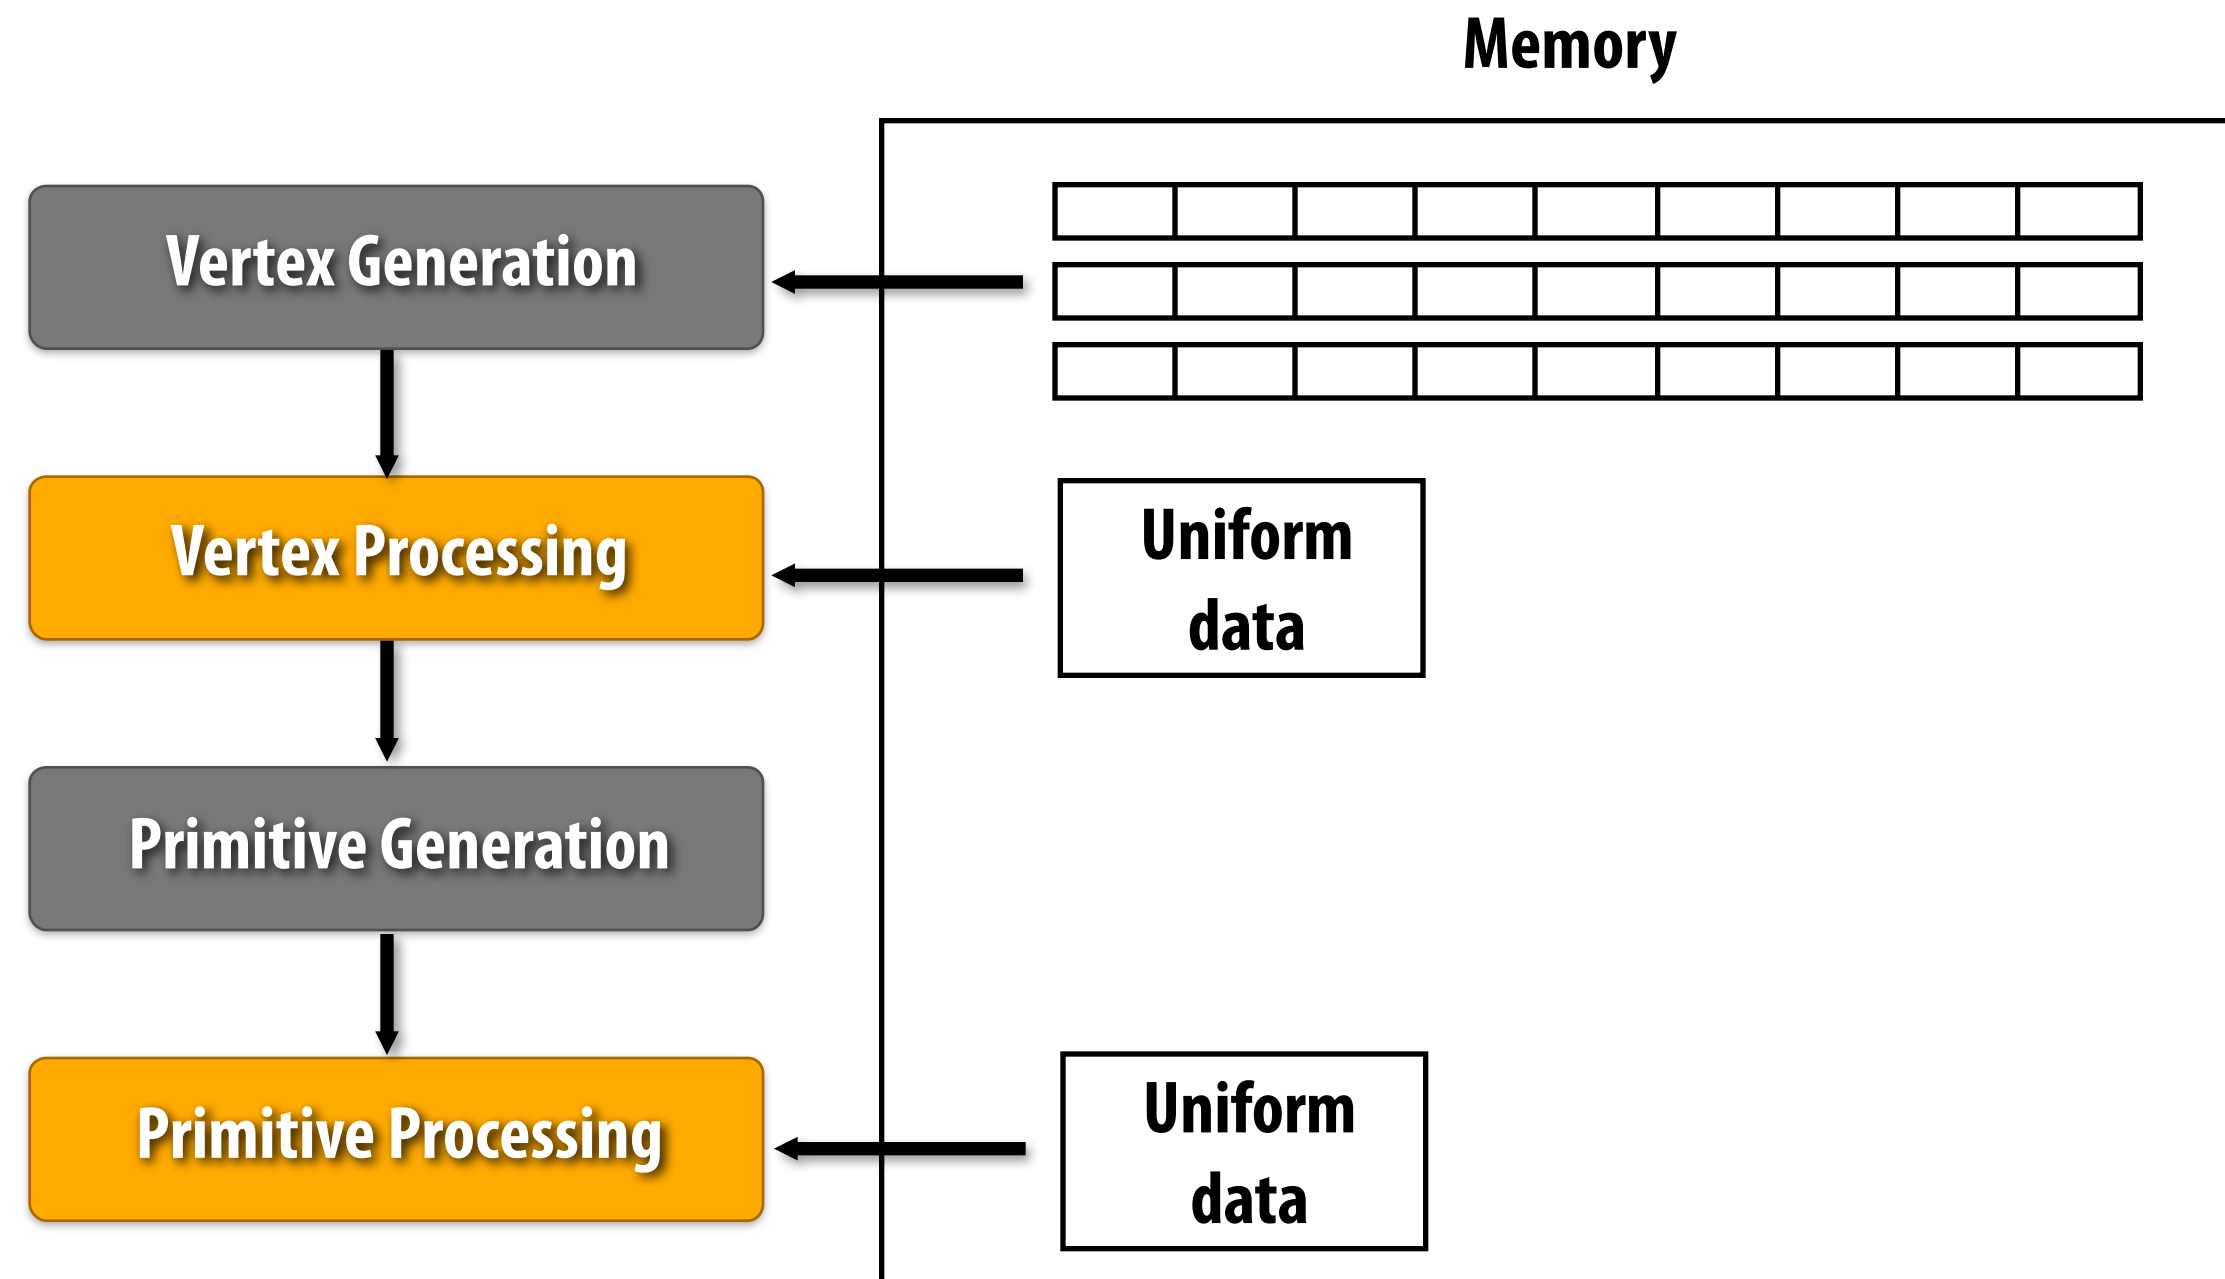 Memory
Vertex Generation
Vertex Processing
Uniform
data
Primitive Generation
Primitive Processing
Uniform
data